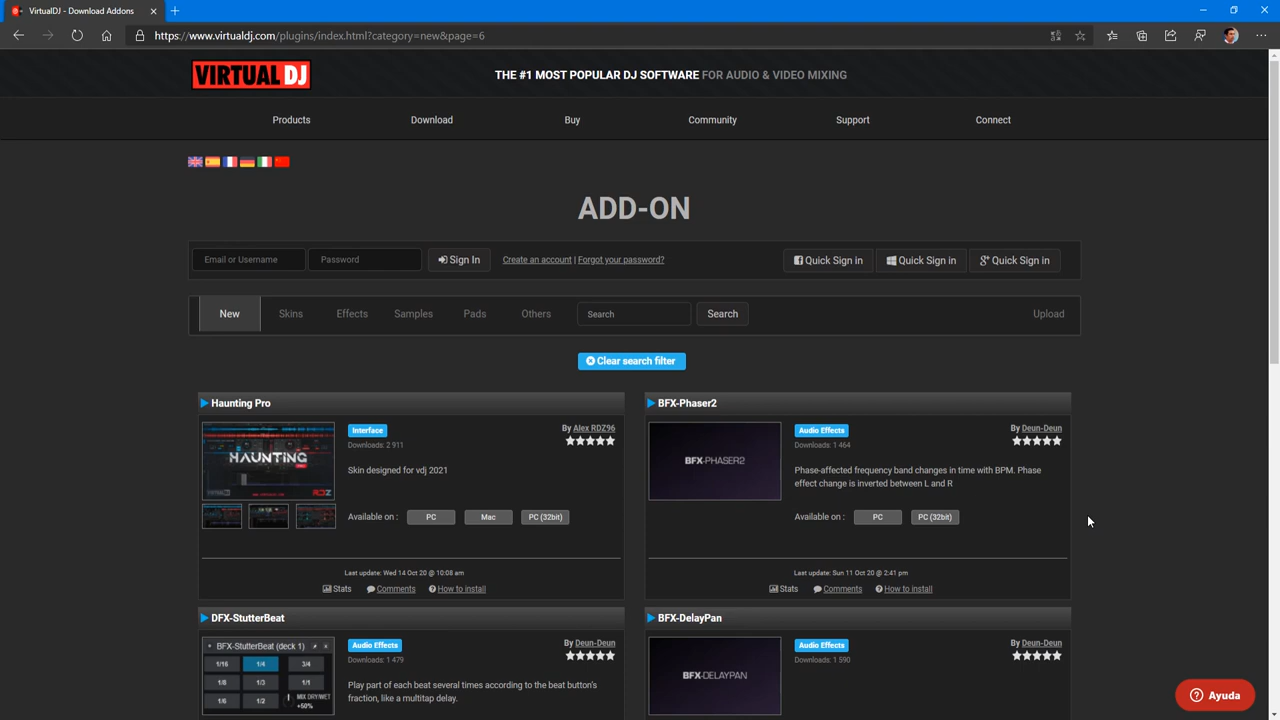 VirtualDJ - Download Addons
https://www.virtualdj.com/plugins/index.html?category=new&page=6
VIRTUAL DJ
THE #1 MOST POPULAR DJ SOFTWARE FOR AUDIO & VIDEO MIXING
Products Download Buy Community Support Connect
ADD-ON
Email or Username Password Sign In Create an account | Forgot your password? Quick Sign in Quick Sign in Quick Sign in
New Skins Effects Samples Pads Others Search Search Upload
Clear search filter
Haunting Pro
Interface
By Alex RDZ96
Downloads: 2 911
HAUNTING
Skin designed for vdj 2021
Available on : PC Mac PC (32bit)
Last update: Wed 14 Oct 20 @ 10:08 am
Stats Comments How to install
BFX-Phaser2
Audio Effects
By Deun-Deun
Downloads: 1 464
BFX-PHASER2
Phase-affected frequency band changes in time with BPM. Phase
effect change is inverted between L and R
Available on : PC PC (32bit)
Last update: Sun 11 Oct 20 @ 2:41 pm
Stats Comments How to install
DFX-StutterBeat
BFX-StutterBeat (deck 1)
1/16 1/4 3/4
1/8 1/3 1/1
1/6 1/2
MIX DRY/WET
+50%
Audio Effects
By Deun-Deun
Downloads: 1 479
Play part of each beat several times according to the beat button's
fraction, like a multitap delay.
BFX-DelayPan
Audio Effects
By Deun-Deun
Downloads: 1 590
BFX-DELAYPAN
Ayuda